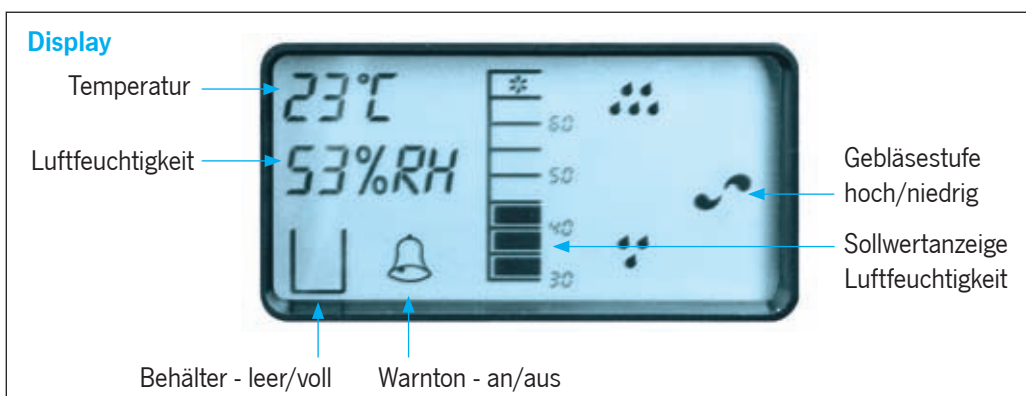 Display
Temperatur
23°C
60
Luftfeuchtigkeit
53%RH
50
Gebläsestufe
hoch/niedrig
40
Sollwertanzeige
Luftfeuchtigkeit
30
Behälter - leer/voll
Warnton - an/aus